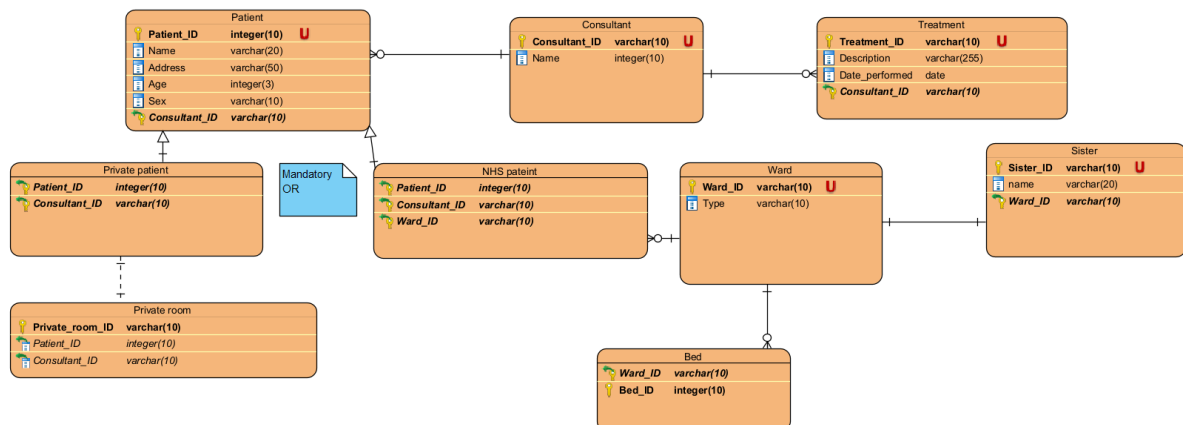 Patient
Patient_ID integer(10) U
Name varchar(20)
Address varchar(50)
Age integer(3)
Sex varchar(10)
Consultant_ID varchar(10)
Consultant
Consultant_ID varchar(10) U
Name integer(10)
Treatment
Treatment_ID varchar(10) U
Description varchar(255)
Date_performed date
Consultant_ID varchar(10)
Private patient
Patient_ID integer(10)
Consultant_ID varchar(10)
Mandatory
OR
NHS pateint
Patient_ID integer(10)
Consultant_ID varchar(10)
Ward_ID varchar(10)
Ward
Ward_ID varchar(10) U
Type varchar(10)
Sister
Sister_ID varchar(10) U
name varchar(20)
Ward_ID varchar(10)
Private room
Private_room_ID varchar(10)
Patient_ID integer(10)
Consultant_ID varchar(10)
Bed
Ward_ID varchar(10)
Bed_ID integer(10)